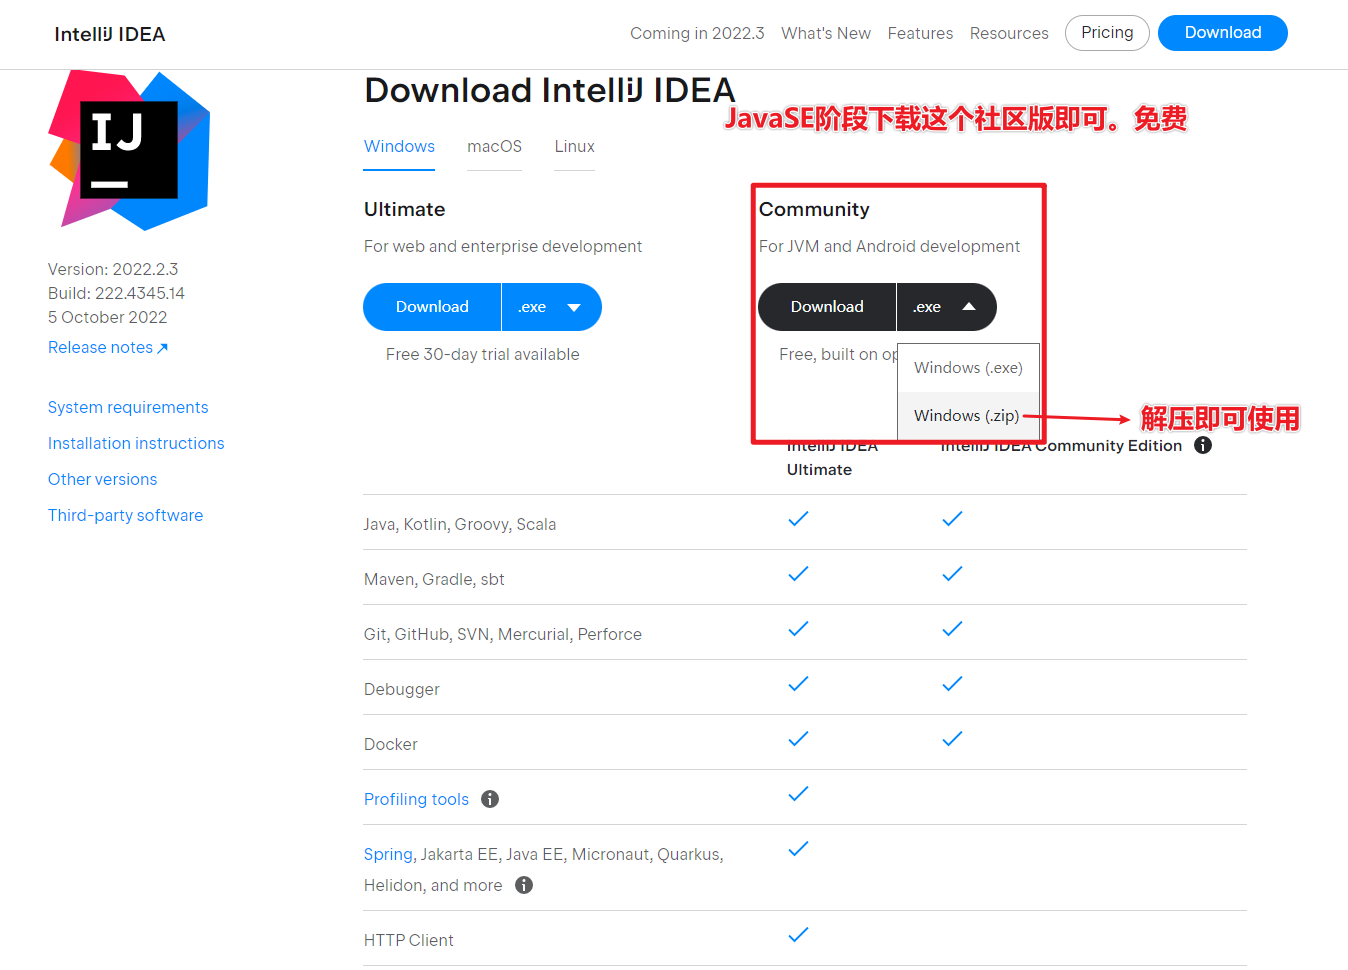 IntelliJ IDEA
Coming in 2022.3 What's New Features Resources Pricing Download
IJ
Download IntelliJ IDEA
JavaSE阶段下载这个社区版即可。免费
Windows macOS Linux
Ultimate
For web and enterprise development
Download .exe
Free 30-day trial available
Community
For JVM and Android development
Download .exe
Free, built on op
Windows (.exe)
Windows (.zip)
解压即可使用
Version: 2022.2.3
Build: 222.4345.14
5 October 2022
Release notes
System requirements
Installation instructions
Other versions
Third-party software
IntelliJ IDEA
Ultimate
IntelliJ IDEA Community Edition
Java, Kotlin, Groovy, Scala
Maven, Gradle, sbt
Git, GitHub, SVN, Mercurial, Perforce
Debugger
Docker
Profiling tools
Spring, Jakarta EE, Java EE, Micronaut, Quarkus,
Helidon, and more
HTTP Client